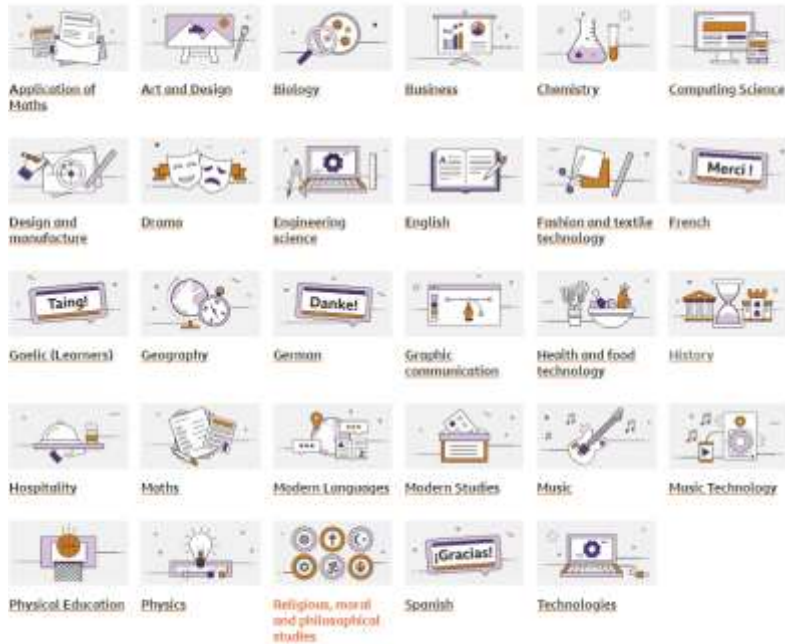 Application of
Maths
Art and Design
Biology
Business
Chemistry
Computing Science
Merci !
Design and
manufacture
Drama
Engineering
science
English
Fashion and textile
technology
French
Taing!
Danke!
Gaelic (Learners)
Geography
German
Graphic
communication
Health and food
technology
History
Hospitality
Maths
Modern Languages
Modern Studies
Music
Music Technology
¡Gracias!
Physical Education
Physics
Religious, moral
and philosophical
studies
Spanish
Technologies